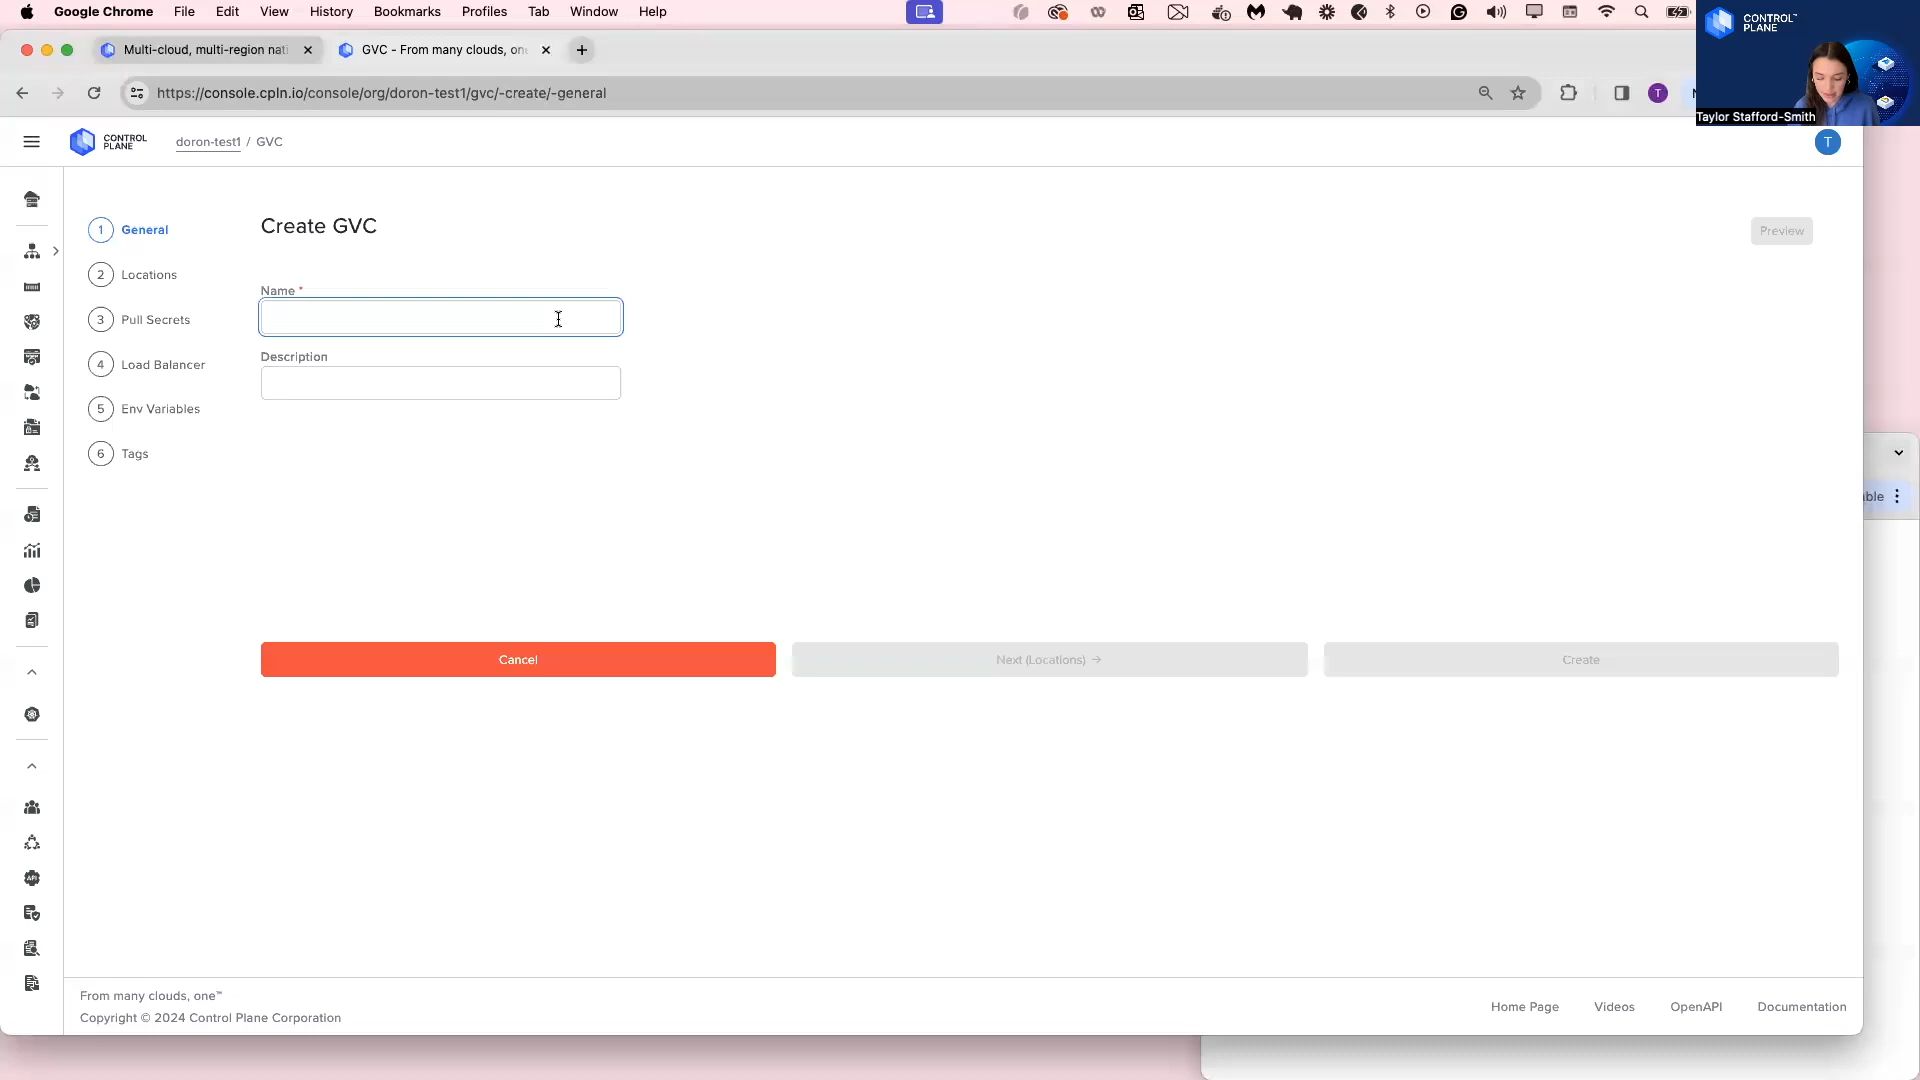 Google Chrome File Edit View History Bookmarks Profiles Tab Window Help
CONTROL PLANE™
Multi-cloud, multi-region nati
GVC - From many clouds, on
https://console.cpln.io/console/org/doron-test1/gvc/-create/-general
T
Taylor Stafford-Smith
CONTROL PLANE
doron-test1 / GVC
T
1 General
Create GVC
Preview
2 Locations
Name *
3 Pull Secrets
Description
4 Load Balancer
5 Env Variables
6 Tags
Cancel
Next (Locations) →
Create
API
From many clouds, one™
Copyright © 2024 Control Plane Corporation
Home Page Videos OpenAPI Documentation